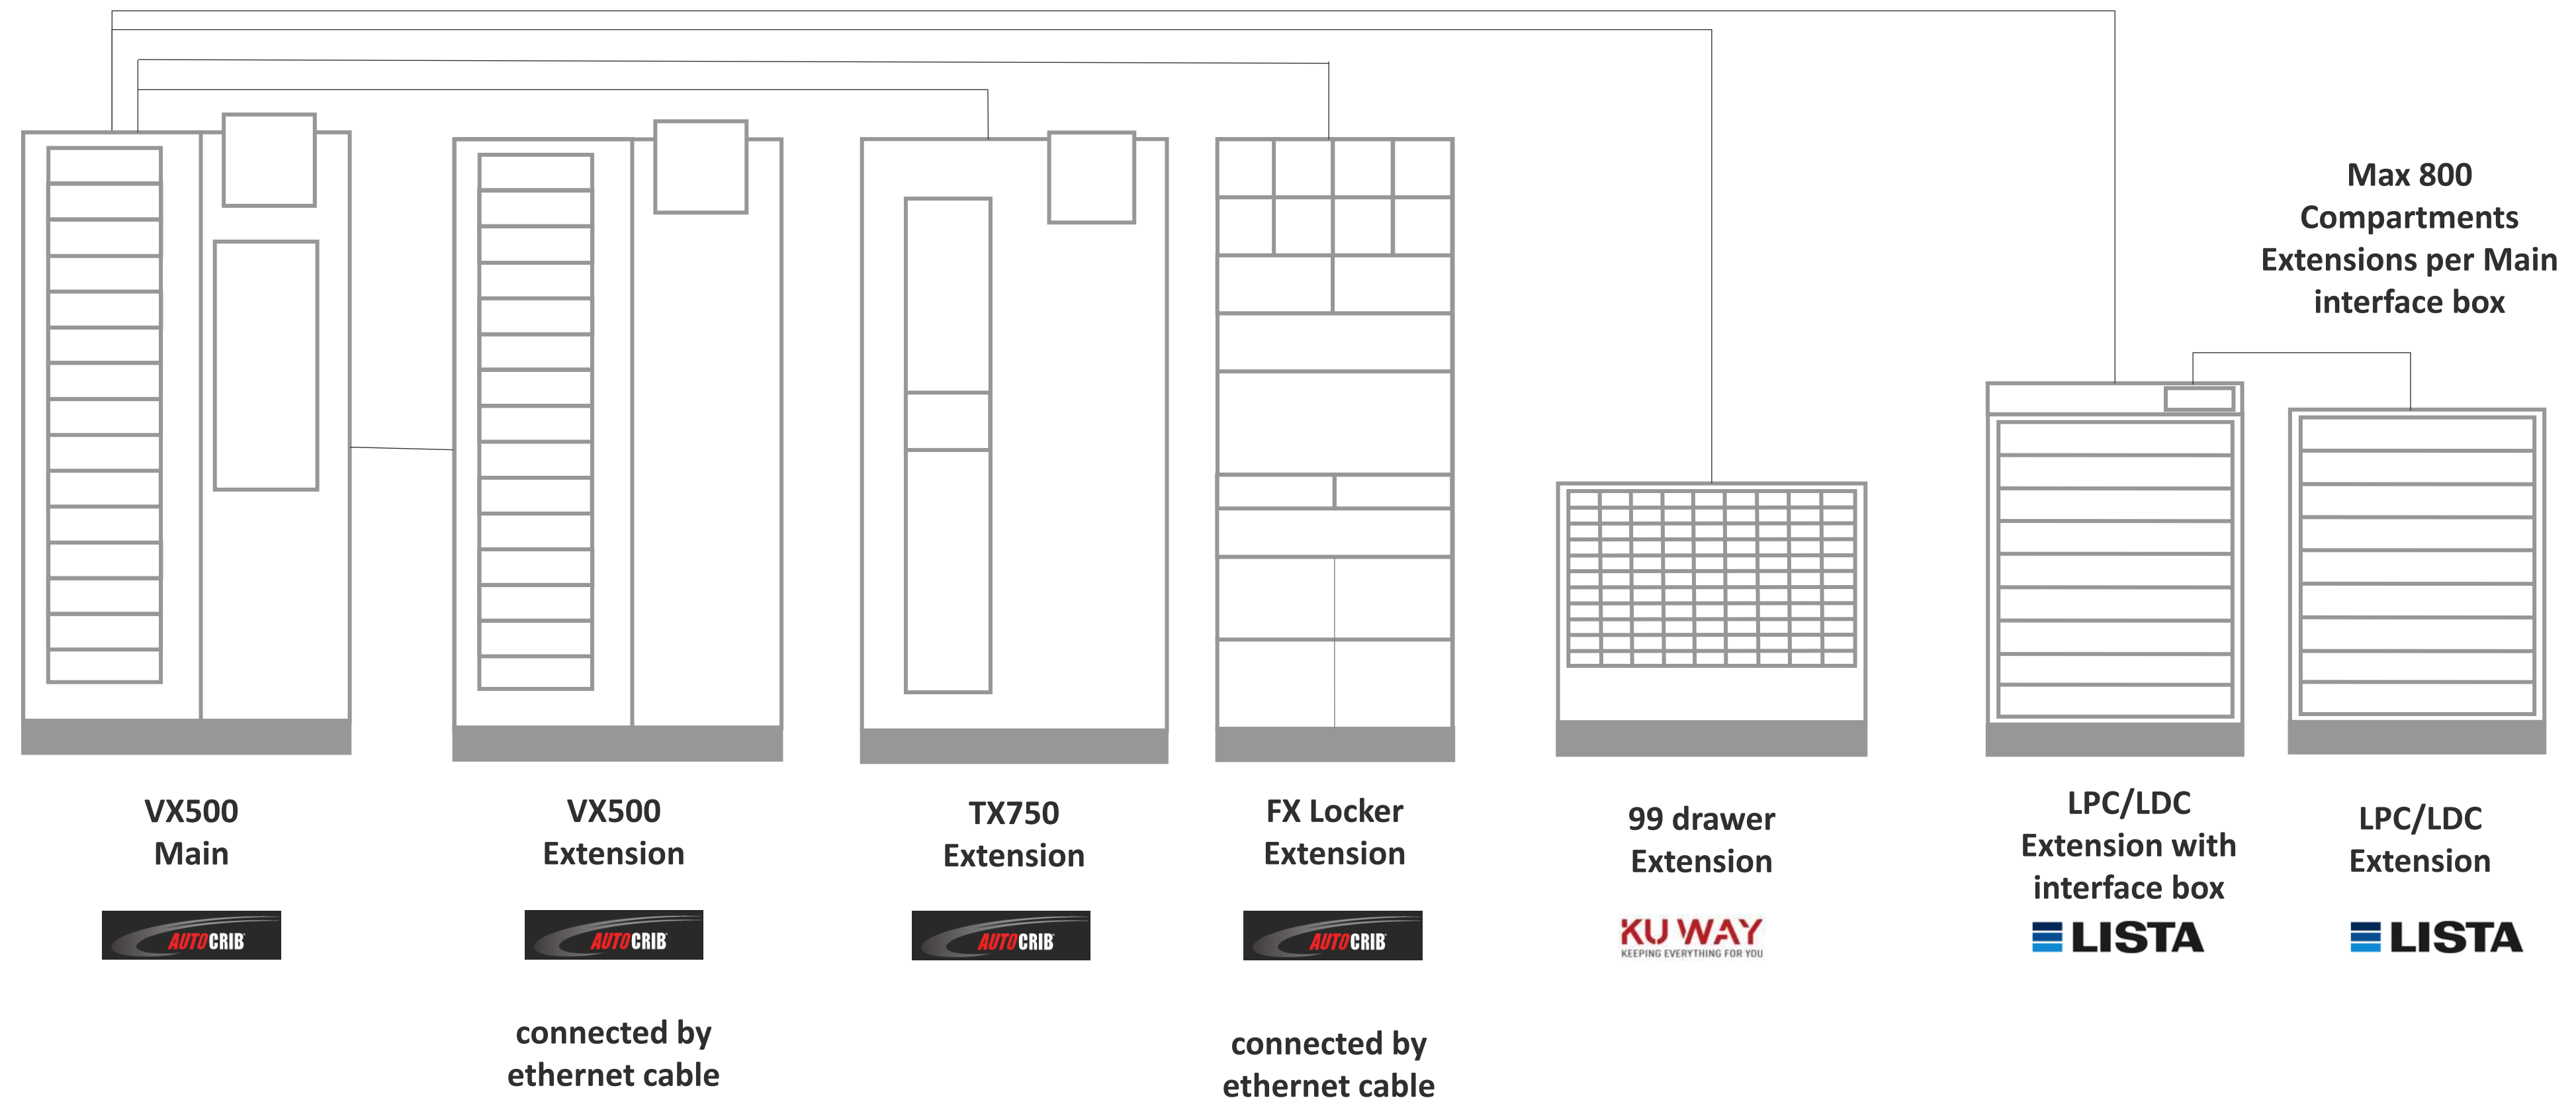 Max 800
Compartments
Extensions per Main
interface box
VX500
Main
AUTOCRIB
VX500
Extension
AUTOCRIB
connected by
ethernet cable
TX750
Extension
AUTOCRIB
FX Locker
Extension
AUTOCRIB
connected by
ethernet cable
99 drawer
Extension
KU WAY
KEEPING EVERYTHING FOR YOU
LPC/LDC
Extension with
interface box
LISTA
LPC/LDC
Extension
LISTA